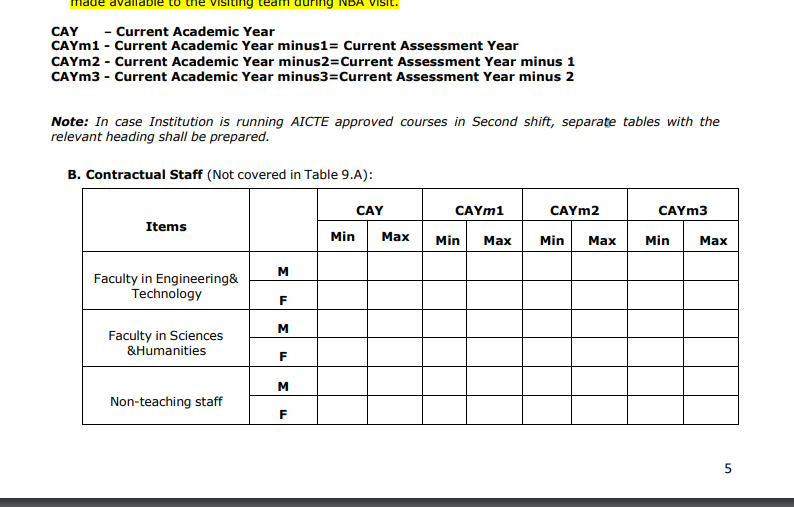 made available to the visiting team during NBA visit.
CAY – Current Academic Year
CAYm1 - Current Academic Year minus1= Current Assessment Year
CAYm2 - Current Academic Year minus2=Current Assessment Year minus 1
CAYm3 - Current Academic Year minus3=Current Assessment Year minus 2
Note: In case Institution is running AICTE approved courses in Second shift, separate tables with the
relevant heading shall be prepared.
B. Contractual Staff (Not covered in Table 9.A):
Items CAY CAYm1 CAYm2 CAYm3
Min Max Min Max Min Max Min Max
Faculty in Engineering& M
Technology F
Faculty in Sciences M
&Humanities F
Non-teaching staff M
F
5